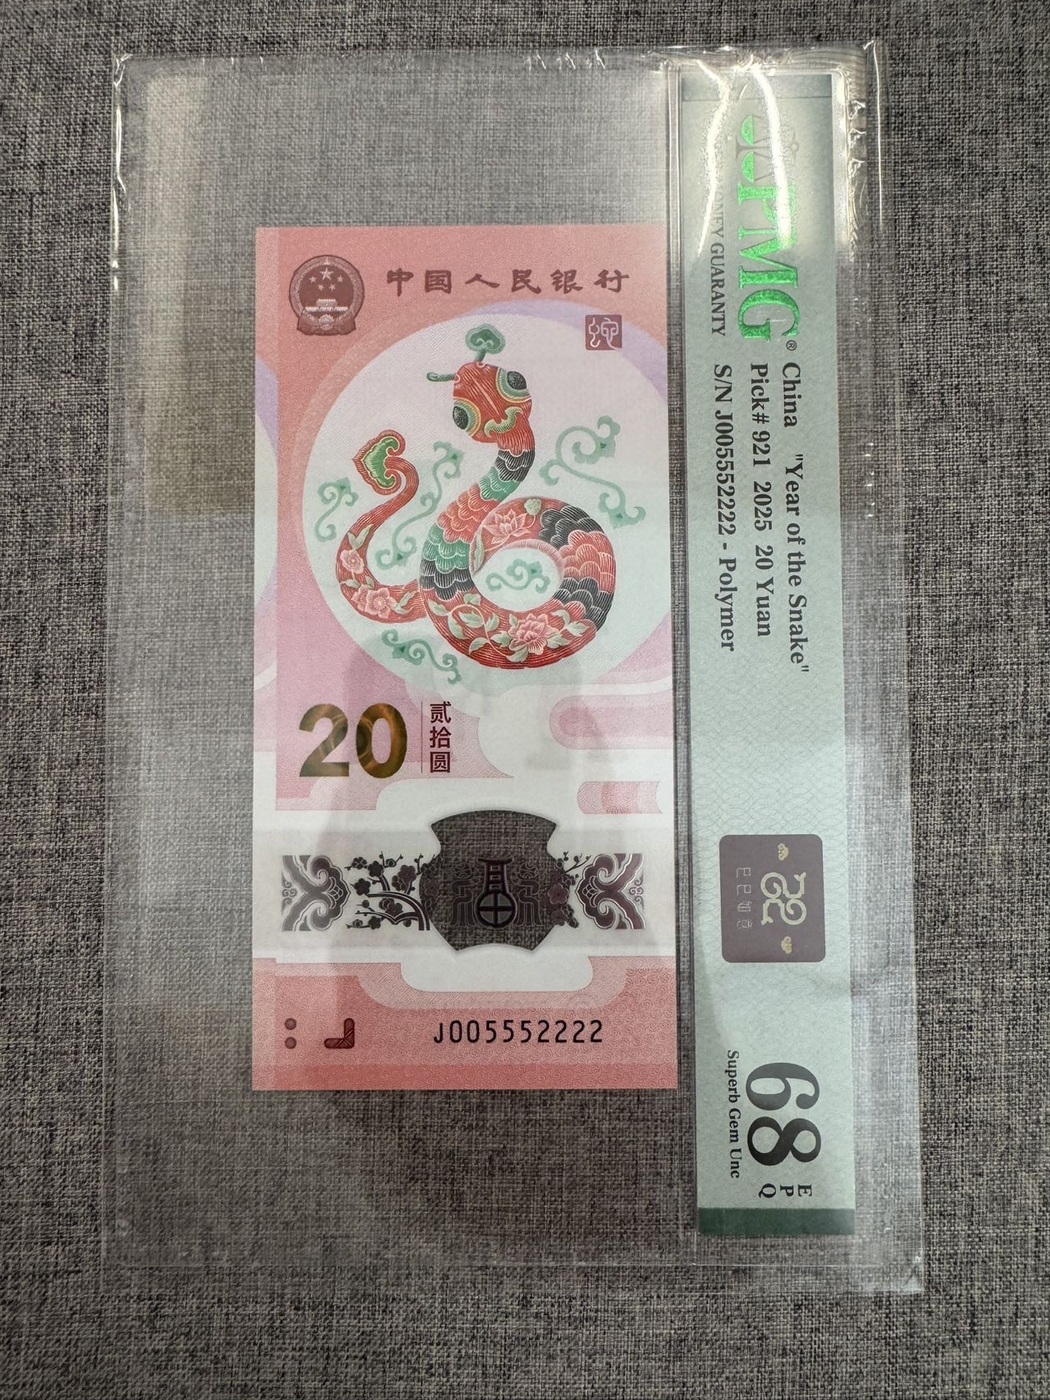 中国人民银行
蛇
20
贰拾圆
J005552222
PMG®
MONEY GUARANTY
China "Year of the Snake"
Pick# 921 2025 20 Yuan
S/N J005552222 - Polymer
68
EPQ
Superb Gem Unc